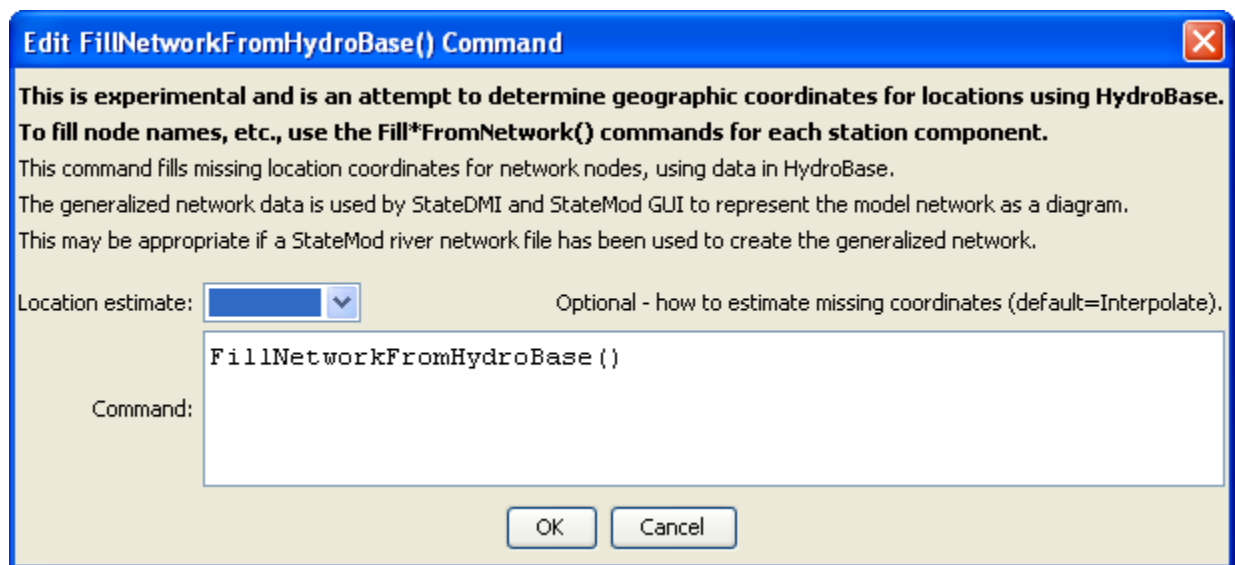 Edit FillNetworkFromHydroBase() Command
This is experimental and is an attempt to determine geographic coordinates for locations using HydroBase.
To fill node names, etc., use the Fill*FromNetwork() commands for each station component.
This command fills missing location coordinates for network nodes, using data in HydroBase.
The generalized network data is used by StateDMI and StateMod GUI to represent the model network as a diagram.
This may be appropriate if a StateMod river network file has been used to create the generalized network.
Location estimate: Optional - how to estimate missing coordinates (default=Interpolate).
FillNetworkFromHydroBase()
Command:
OK Cancel